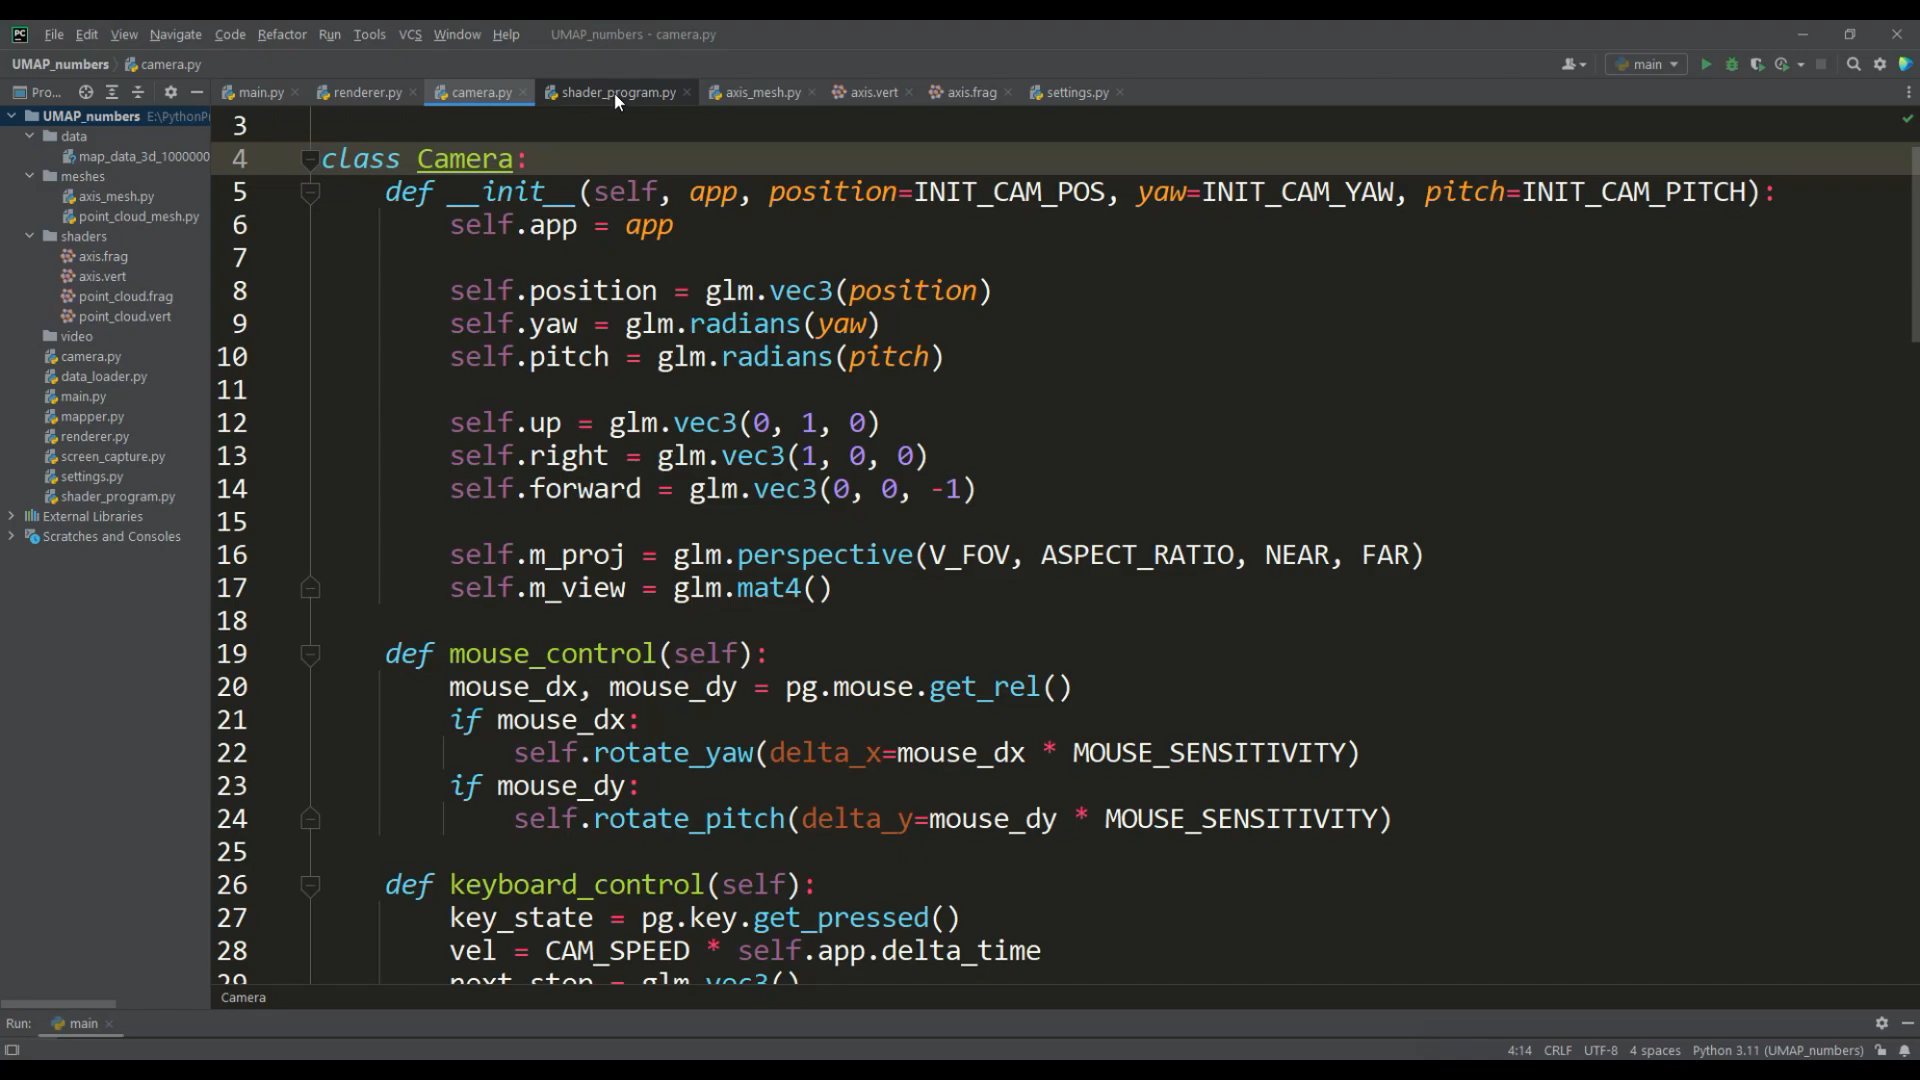 PC File Edit View Navigate Code Refactor Run Tools VCS Window Help UMAP_numbers - camera.py
UMAP_numbers camera.py main
Pro... main.py renderer.py camera.py shader_program.py axis_mesh.py axis.vert axis.frag settings.py
UMAP_numbers E:\PythonPr
data
map_data_3d_1000000
meshes
axis_mesh.py
point_cloud_mesh.py
shaders
axis.frag
axis.vert
point_cloud.frag
point_cloud.vert
video
camera.py
data_loader.py
main.py
mapper.py
renderer.py
screen_capture.py
settings.py
shader_program.py
External Libraries
Scratches and Consoles
3
4 class Camera:
5 def __init__(self, app, position=INIT_CAM_POS, yaw=INIT_CAM_YAW, pitch=INIT_CAM_PITCH):
6 self.app = app
7
8 self.position = glm.vec3(position)
9 self.yaw = glm.radians(yaw)
10 self.pitch = glm.radians(pitch)
11
12 self.up = glm.vec3(0, 1, 0)
13 self.right = glm.vec3(1, 0, 0)
14 self.forward = glm.vec3(0, 0, -1)
15
16 self.m_proj = glm.perspective(V_FOV, ASPECT_RATIO, NEAR, FAR)
17 self.m_view = glm.mat4()
18
19 def mouse_control(self):
20 mouse_dx, mouse_dy = pg.mouse.get_rel()
21 if mouse_dx:
22 self.rotate_yaw(delta_x=mouse_dx * MOUSE_SENSITIVITY)
23 if mouse_dy:
24 self.rotate_pitch(delta_y=mouse_dy * MOUSE_SENSITIVITY)
25
26 def keyboard_control(self):
27 key_state = pg.key.get_pressed()
28 vel = CAM_SPEED * self.app.delta_time
29 next_step = glm.vec3()
Camera
Run: main
4:14 CRLF UTF-8 4 spaces Python 3.11 (UMAP_numbers)